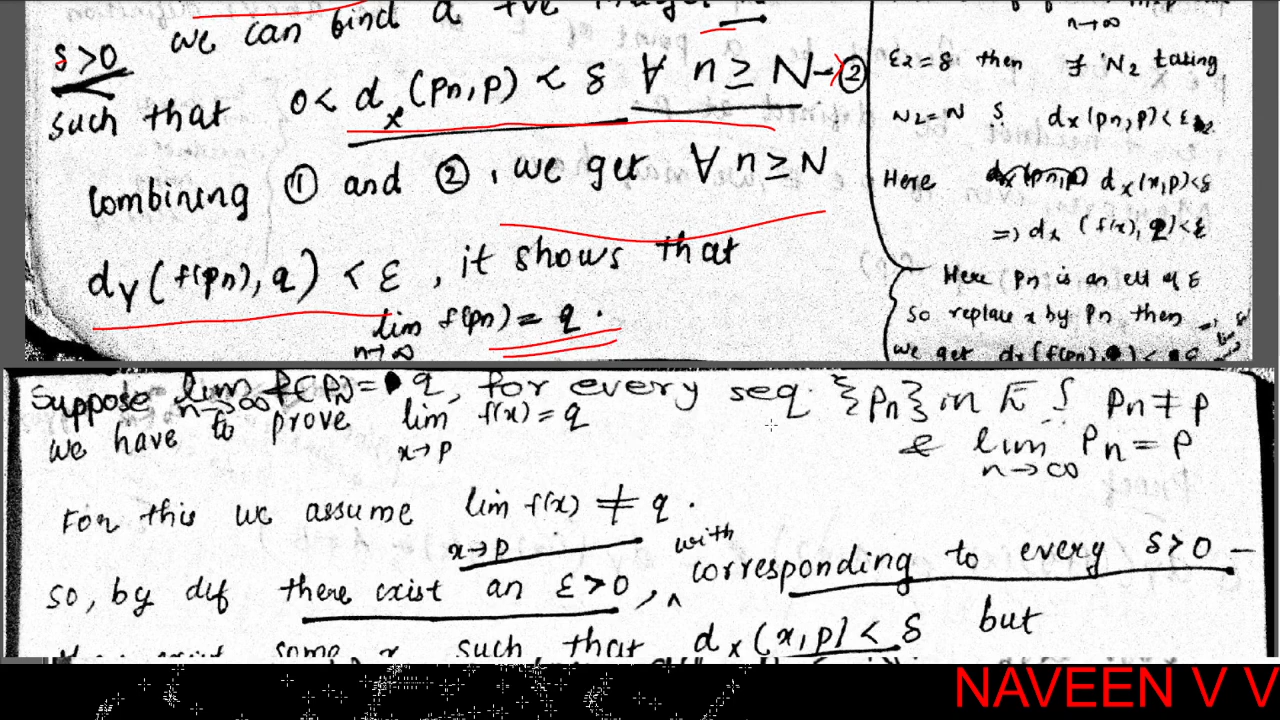 we can find a +ve
δ>0
such that 0 < dx(pn,p) < δ ∀ n ≥ N - ②
combining ① and ②, we get ∀ n ≥ N
dY(f(pn), q) < ε, it shows that
lim f(pn) = q.
n→∞
n→∞
ε2=δ then ∃ N2 taking
N2=N dx(pn,p)<ε
Here dx(x,p)<δ
⇒ dx (f(x), q)<ε
Here Pn is an elt of E
So replace x by Pn then
we get dx(f(pn),
Suppose lim f(Pn)= q, for every seq. {Pn} in E Pn ≠ p
n→∞
we have to prove lim f(x) = q & lim Pn = P
x→p n→∞
For this we assume lim f(x) ≠ q.
x→p
so, by def there exist an ε>0, with corresponding to every δ>0 –
some x such that dx(x,p) < δ but
NAVEEN V V